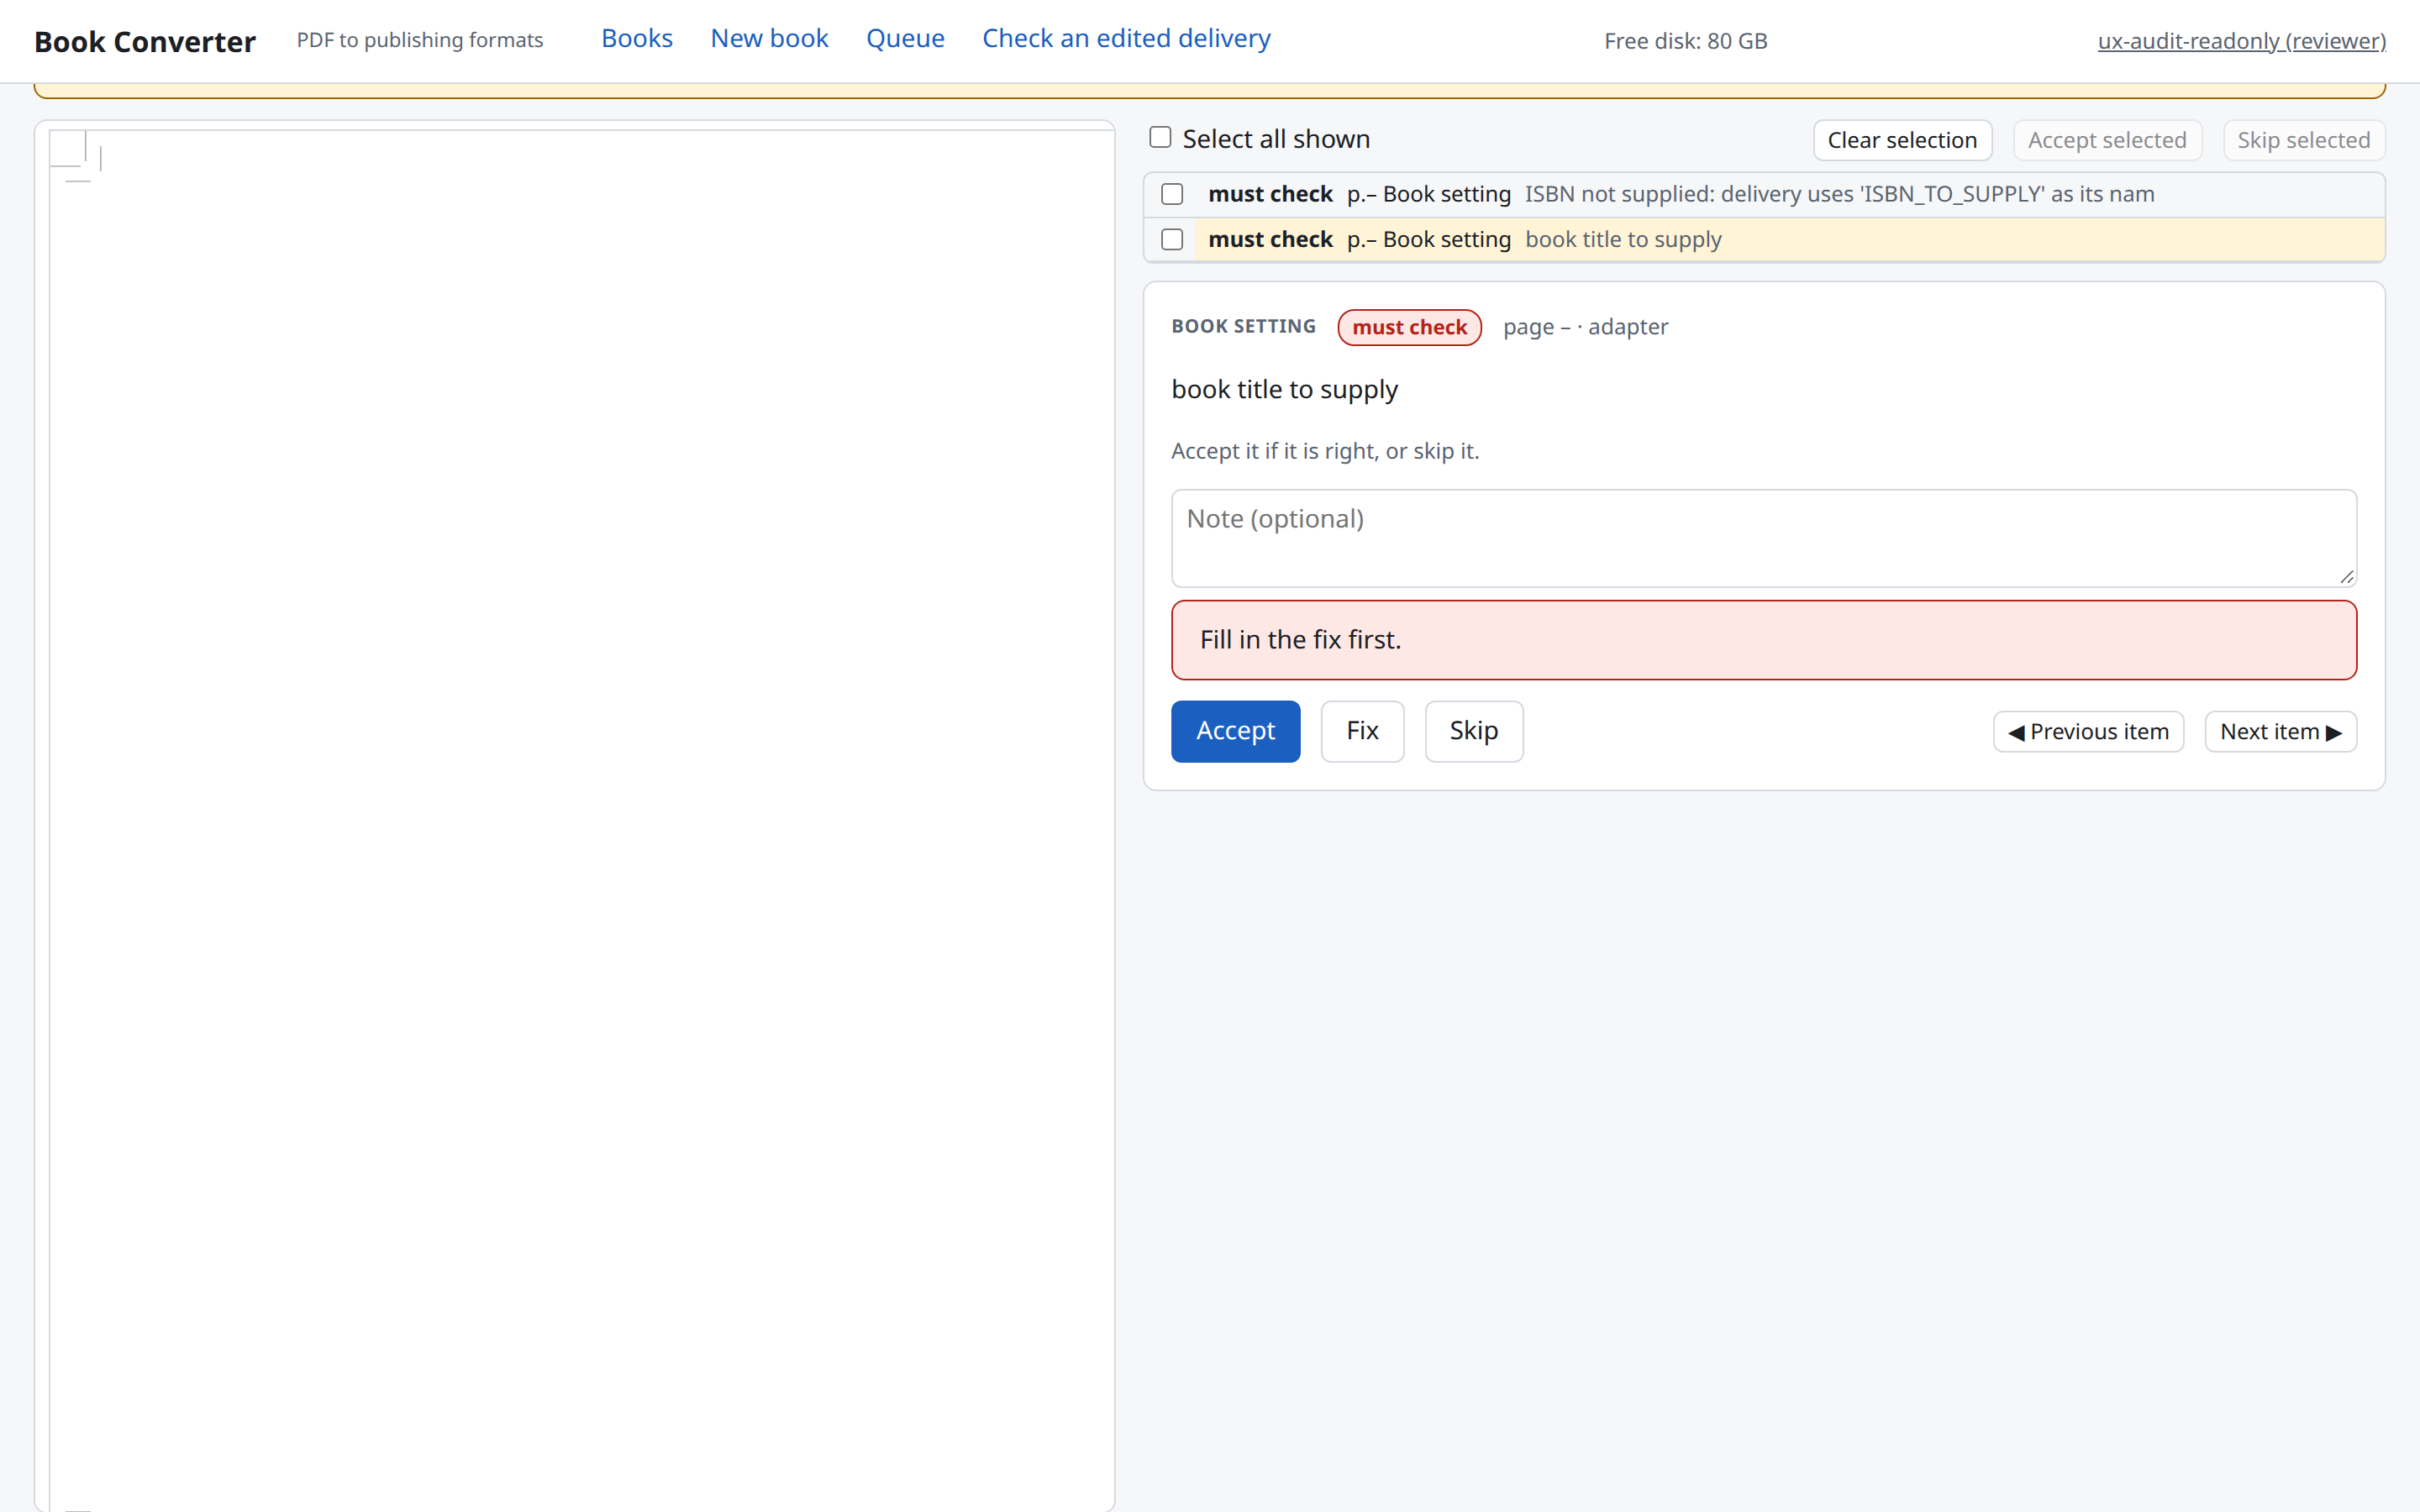 Book Converter PDF to publishing formats Books New book Queue Check an edited delivery Free disk: 80 GB ux-audit-readonly (reviewer)
Select all shown Clear selection Accept selected Skip selected
must check p.– Book setting ISBN not supplied: delivery uses 'ISBN_TO_SUPPLY' as its nam
must check p.– Book setting book title to supply
BOOK SETTING must check page – · adapter
book title to supply
Accept it if it is right, or skip it.
Note (optional)
Fill in the fix first.
Accept Fix Skip ◀ Previous item Next item ▶